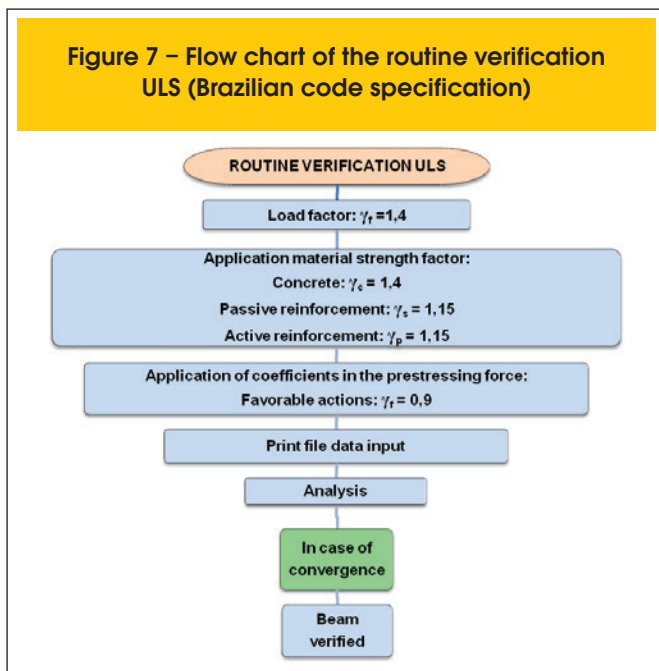 Figure 7 – Flow chart of the routine verification
ULS (Brazilian code specification)
ROUTINE VERIFICATION ULS
Load factor: γf =1,4
Application material strength factor:
Concrete: γc = 1,4
Passive reinforcement: γs = 1,15
Active reinforcement: γp = 1,15
Application of coefficients in the prestressing force:
Favorable actions: γf = 0,9
Print file data input
Analysis
In case of
convergence
Beam
verified